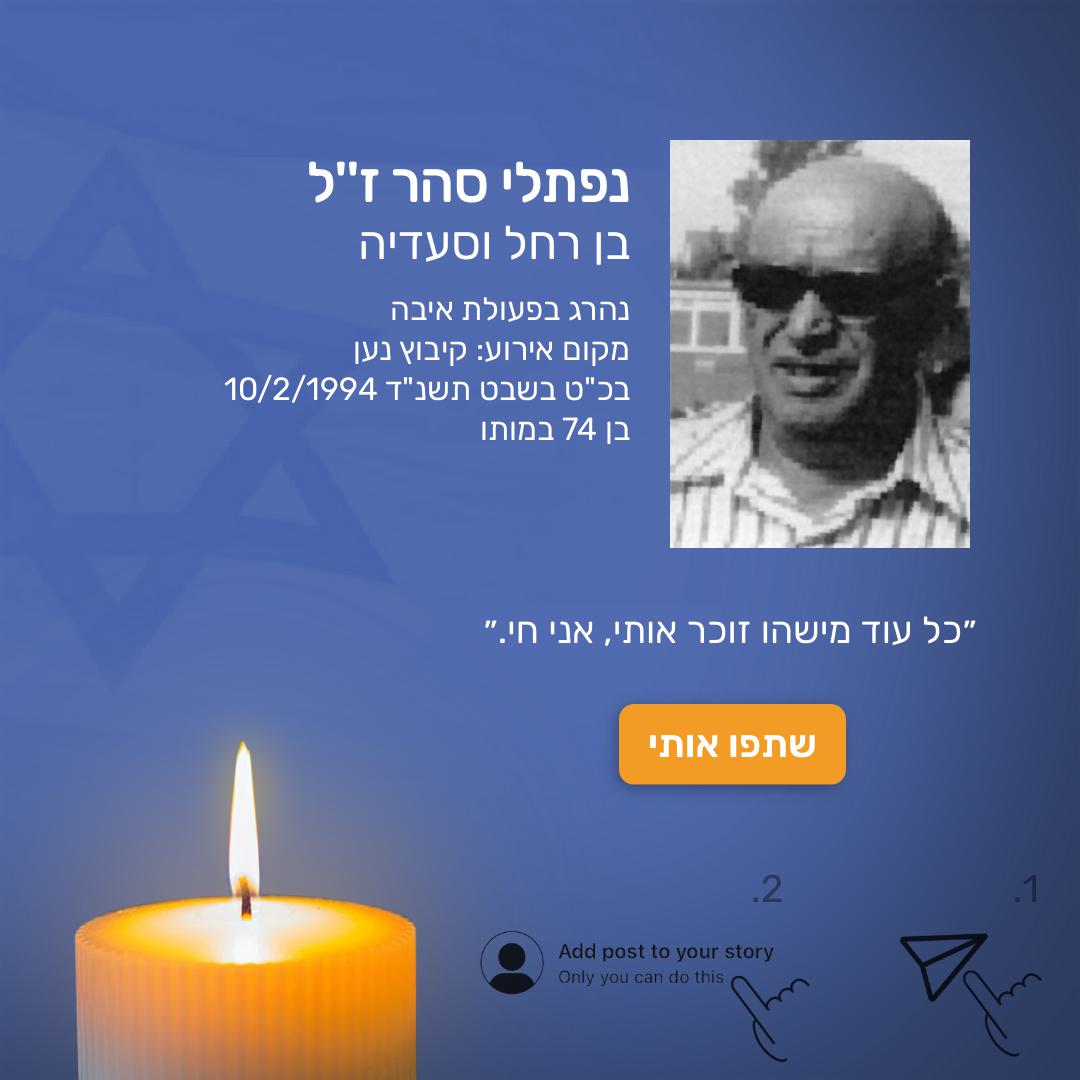 נפתלי סהר ז"ל
בן רחל וסעדיה
נהרג בפעולת איבה
מקום אירוע: קיבוץ נען
בכ"ט בשבט תשנ"ד 10/2/1994
בן 74 במותו
״כל עוד מישהו זוכר אותי, אני חי.״
שתפו אותי
1.
2.
Add post to your story
Only you can do this